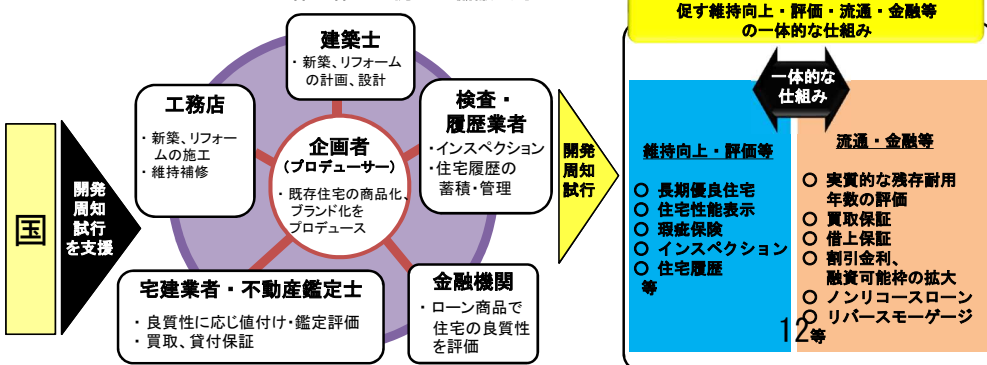 国
開発
周知
試行
を支援
建築士
・新築、リフォーム
の計画、設計
工務店
・新築、リフォー
ムの施工
・維持補修
検査・
履歴業者
・インスペクション
・住宅履歴の
蓄積・管理
企画者
(プロデューサー)
・既存住宅の商品化、
ブランド化を
プロデュース
宅建業者・不動産鑑定士
・良質性に応じ値付け・鑑定評価
・買取、貸付保証
金融機関
・ローン商品で
住宅の良質性
を評価
開発
周知
試行
促す維持向上・評価・流通・金融等
の一体的な仕組み
一体的な
仕組み
維持向上・評価等
○ 長期優良住宅
○ 住宅性能表示
○ 瑕疵保険
○ インスペクション
○ 住宅履歴
等
流通・金融等
○ 実質的な残存耐用
年数の評価
○ 買取保証
○ 借上保証
○ 割引金利、
融資可能枠の拡大
○ ノンリコースローン
○ リバースモーゲージ
等
12